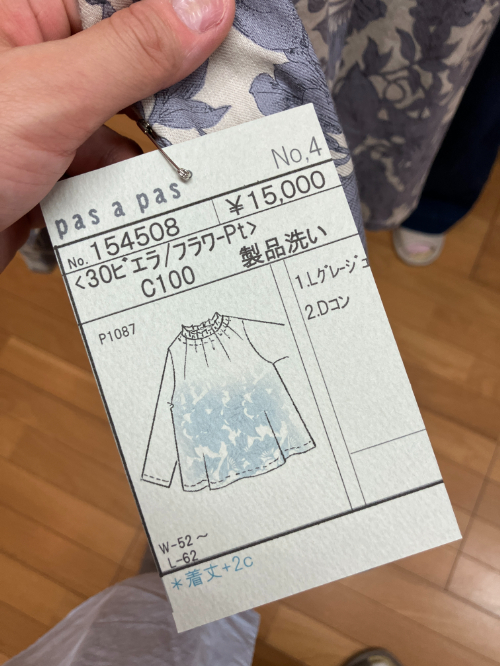 No,4
pas a pas
No. 154508 ¥15,000
<30ビエラ/フラワーPt>
C100 製品洗い
P1087
1.Lグレージュ
2.Dコン
W-52～
L-62
*着丈+2c